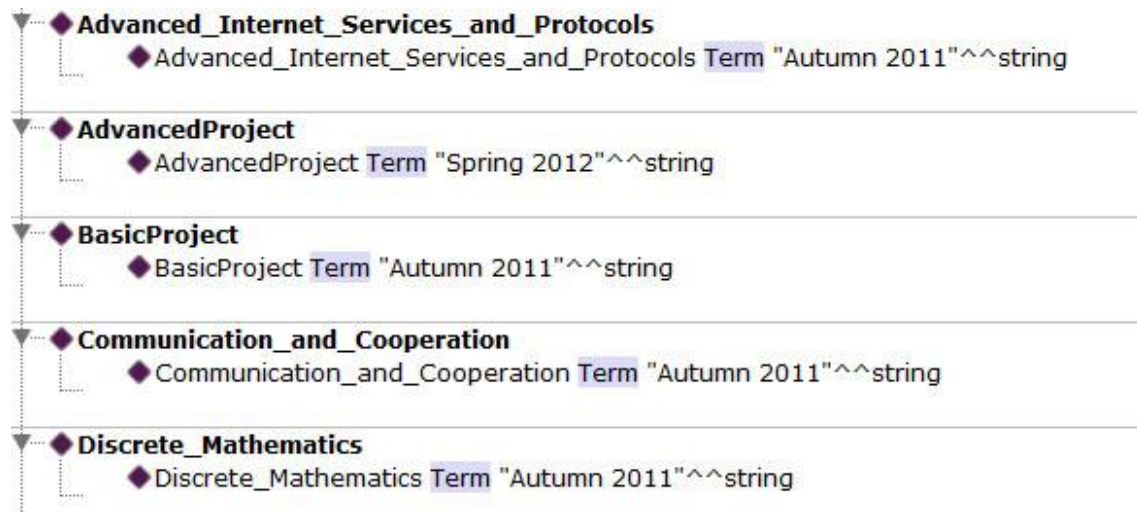 Advanced_Internet_Services_and_Protocols
Advanced_Internet_Services_and_Protocols Term "Autumn 2011"^^string
AdvancedProject
AdvancedProject Term "Spring 2012"^^string
BasicProject
BasicProject Term "Autumn 2011"^^string
Communication_and_Cooperation
Communication_and_Cooperation Term "Autumn 2011"^^string
Discrete_Mathematics
Discrete_Mathematics Term "Autumn 2011"^^string